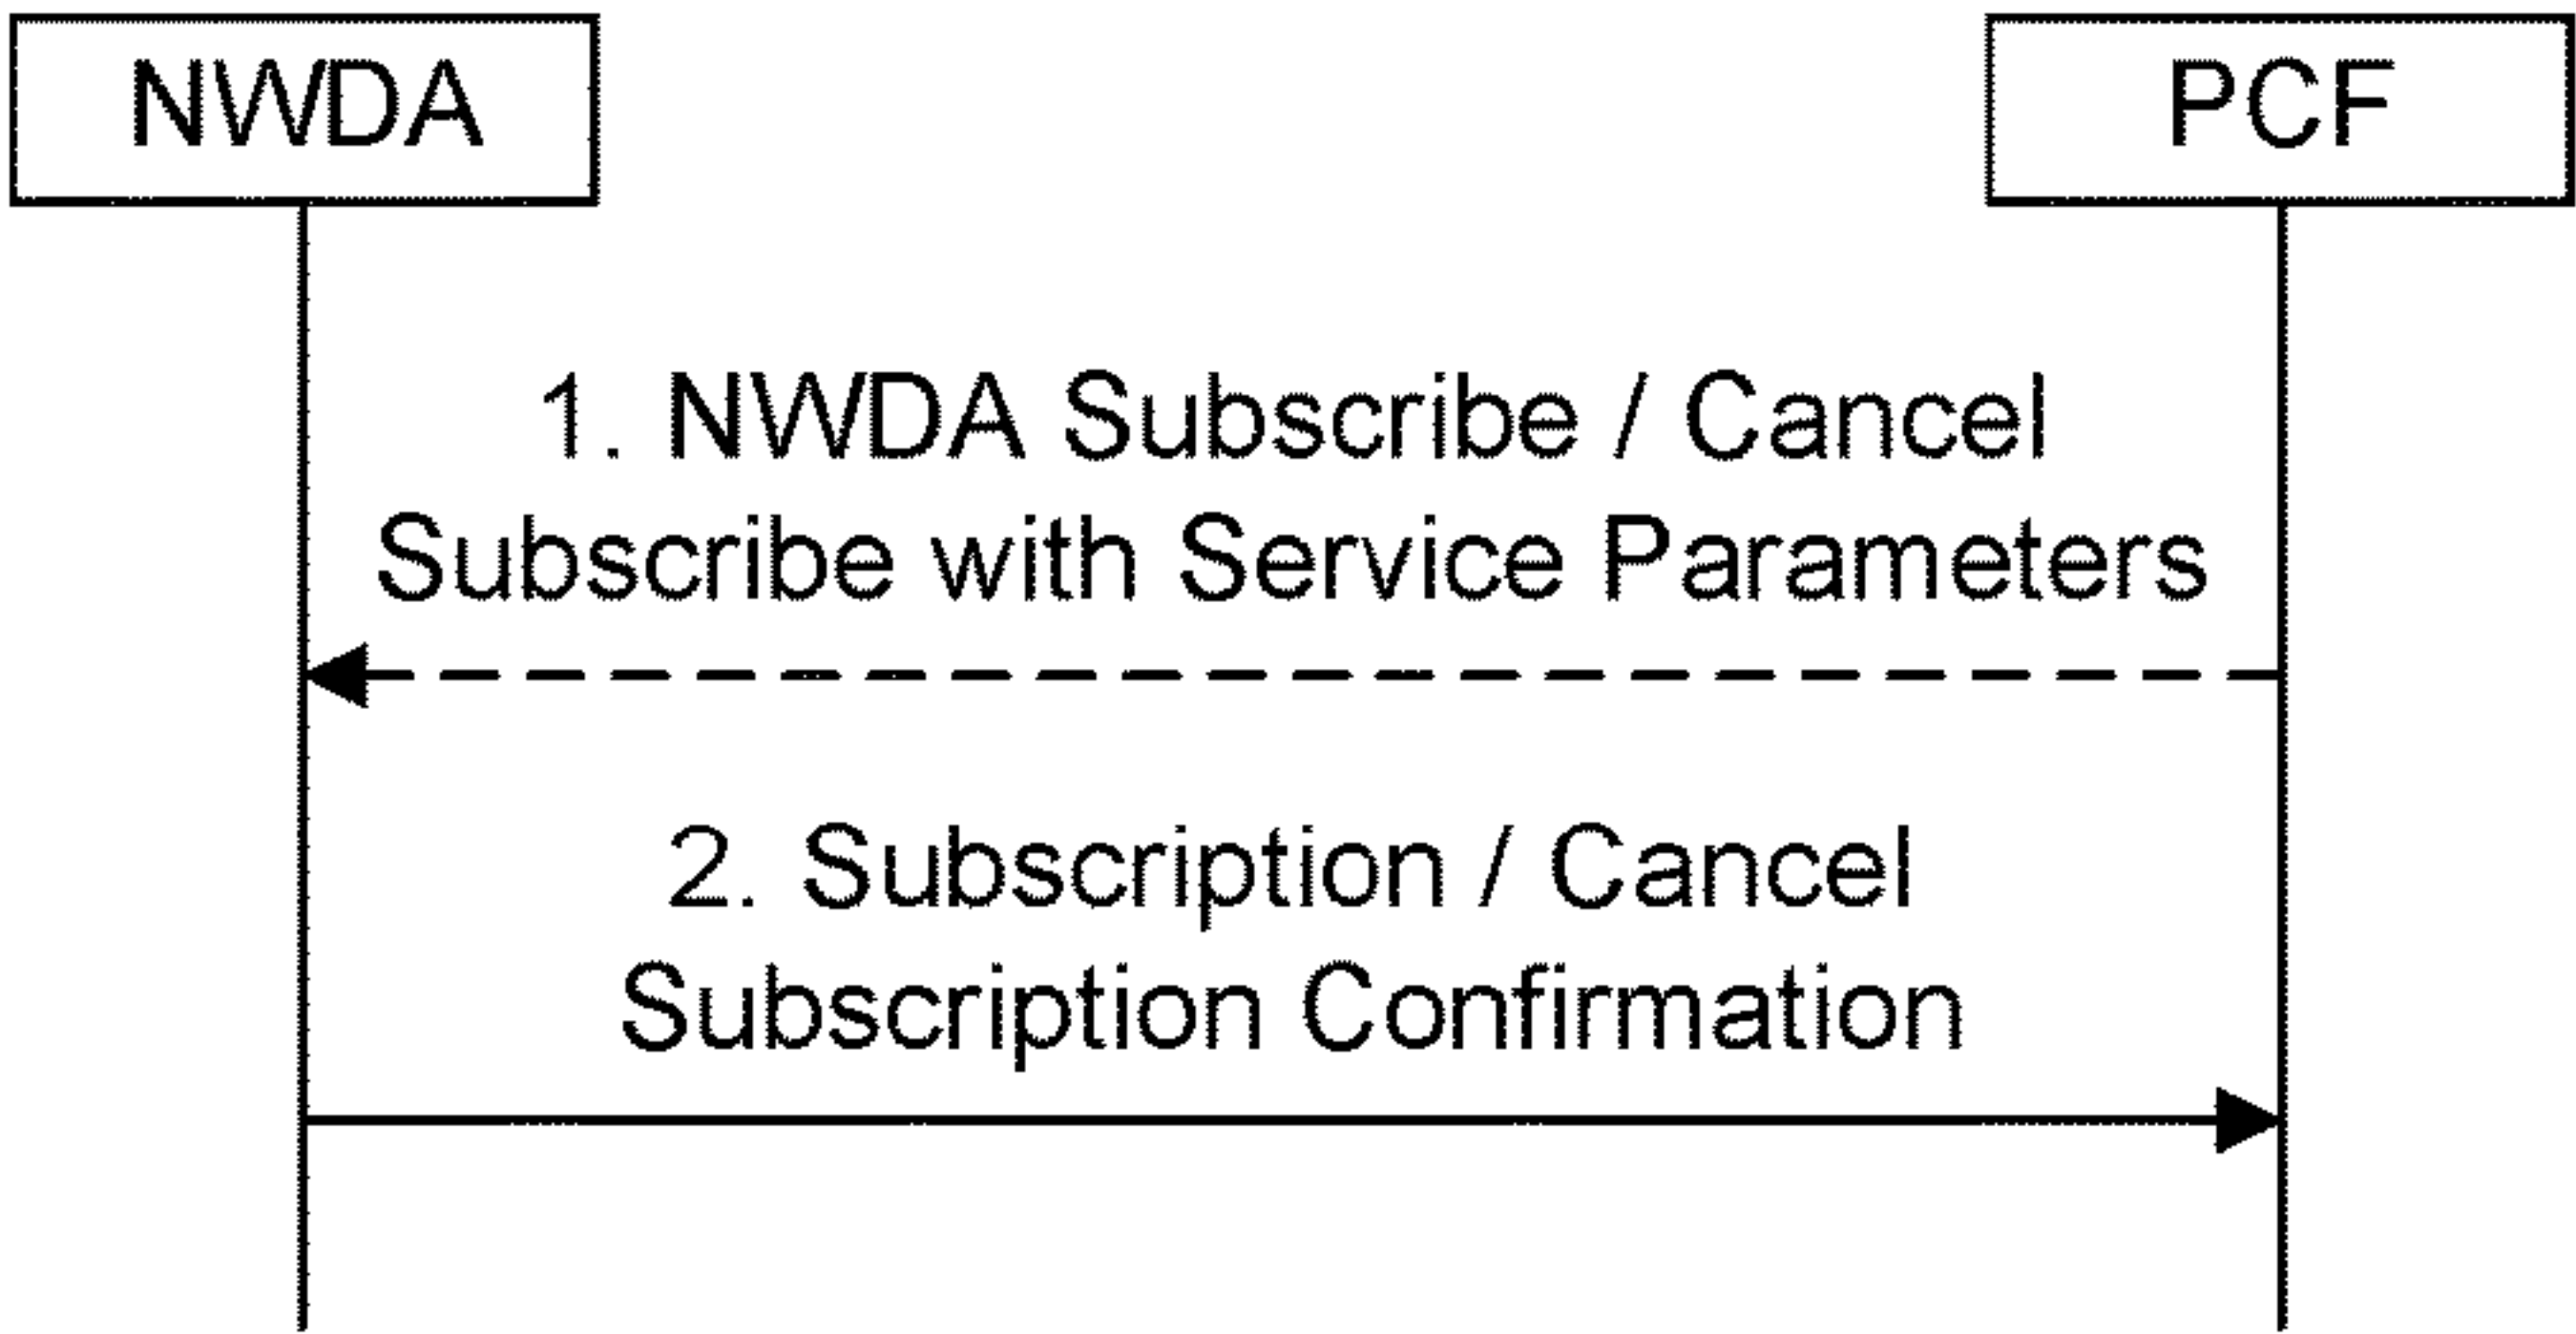 NWDA
PCF
1. NWDA Subscribe / Cancel
Subscribe with Service Parameters
2. Subscription / Cancel
Subscription Confirmation